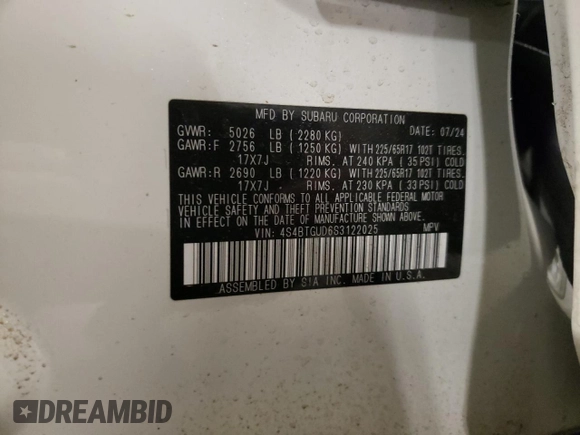 MFD BY SUBARU CORPORATION
GVWR: 5026 LB ( 2280 KG) DATE: 07/24
GAWR:F 2756 LB ( 1250 KG) WITH 225/65R17 102T TIRES.
17X7J RIMS. AT 240 KPA ( 35 PSI) COLD
GAWR:R 2690 LB ( 1220 KG) WITH 225/65R17 102T TIRES.
17X7J RIMS. AT 230 KPA ( 33 PSI) COLD
THIS VEHICLE CONFORMS TO ALL APPLICABLE FEDERAL MOTOR
VEHICLE SAFETY AND THEFT PREVENTION STANDARDS
IN EFFECT ON THE DATE OF MANUFACTURE SHOWN ABOVE.
VIN: 4S4BTGUD6S3122025 MPV
ASSEMBLED BY SIA INC. MADE IN U.S.A.
DREAMBID